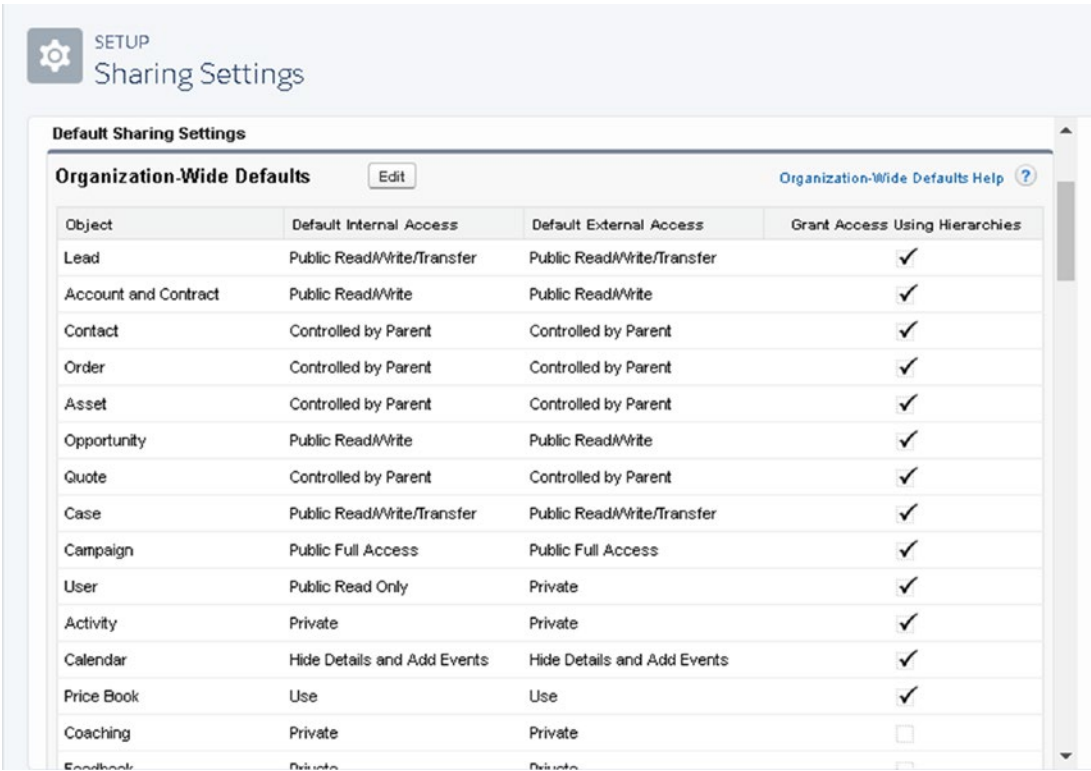 SETUP
Sharing Settings
Default Sharing Settings
Organization-Wide Defaults Edit Organization-Wide Defaults Help ?
Object Default Internal Access Default External Access Grant Access Using Hierarchies
Lead Public Read/Write/Transfer Public Read/Write/Transfer
Account and Contract Public Read/Write Public Read/Write
Contact Controlled by Parent Controlled by Parent
Order Controlled by Parent Controlled by Parent
Asset Controlled by Parent Controlled by Parent
Opportunity Public Read/Write Public Read/Write
Quote Controlled by Parent Controlled by Parent
Case Public Read/Write/Transfer Public Read/Write/Transfer
Campaign Public Full Access Public Full Access
User Public Read Only Private
Activity Private Private
Calendar Hide Details and Add Events Hide Details and Add Events
Price Book Use Use
Coaching Private Private
Feedback Private Private